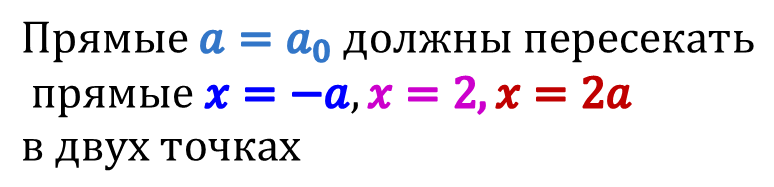 Прямые a = a₀ должны пересекать
прямые x = −a, x = 2, x = 2a
в двух точках